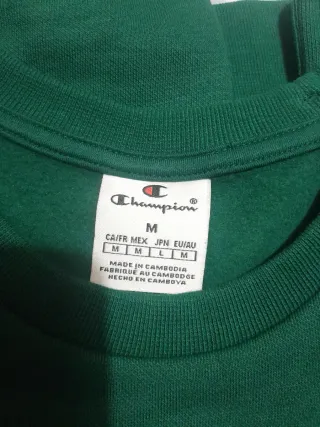 Champion®
M
CA/FR MEX JPN EU/AU
M M L M
MADE IN CAMBODIA
FABRIQUÉ AU CAMBODGE
HECHO EN CAMBOYA